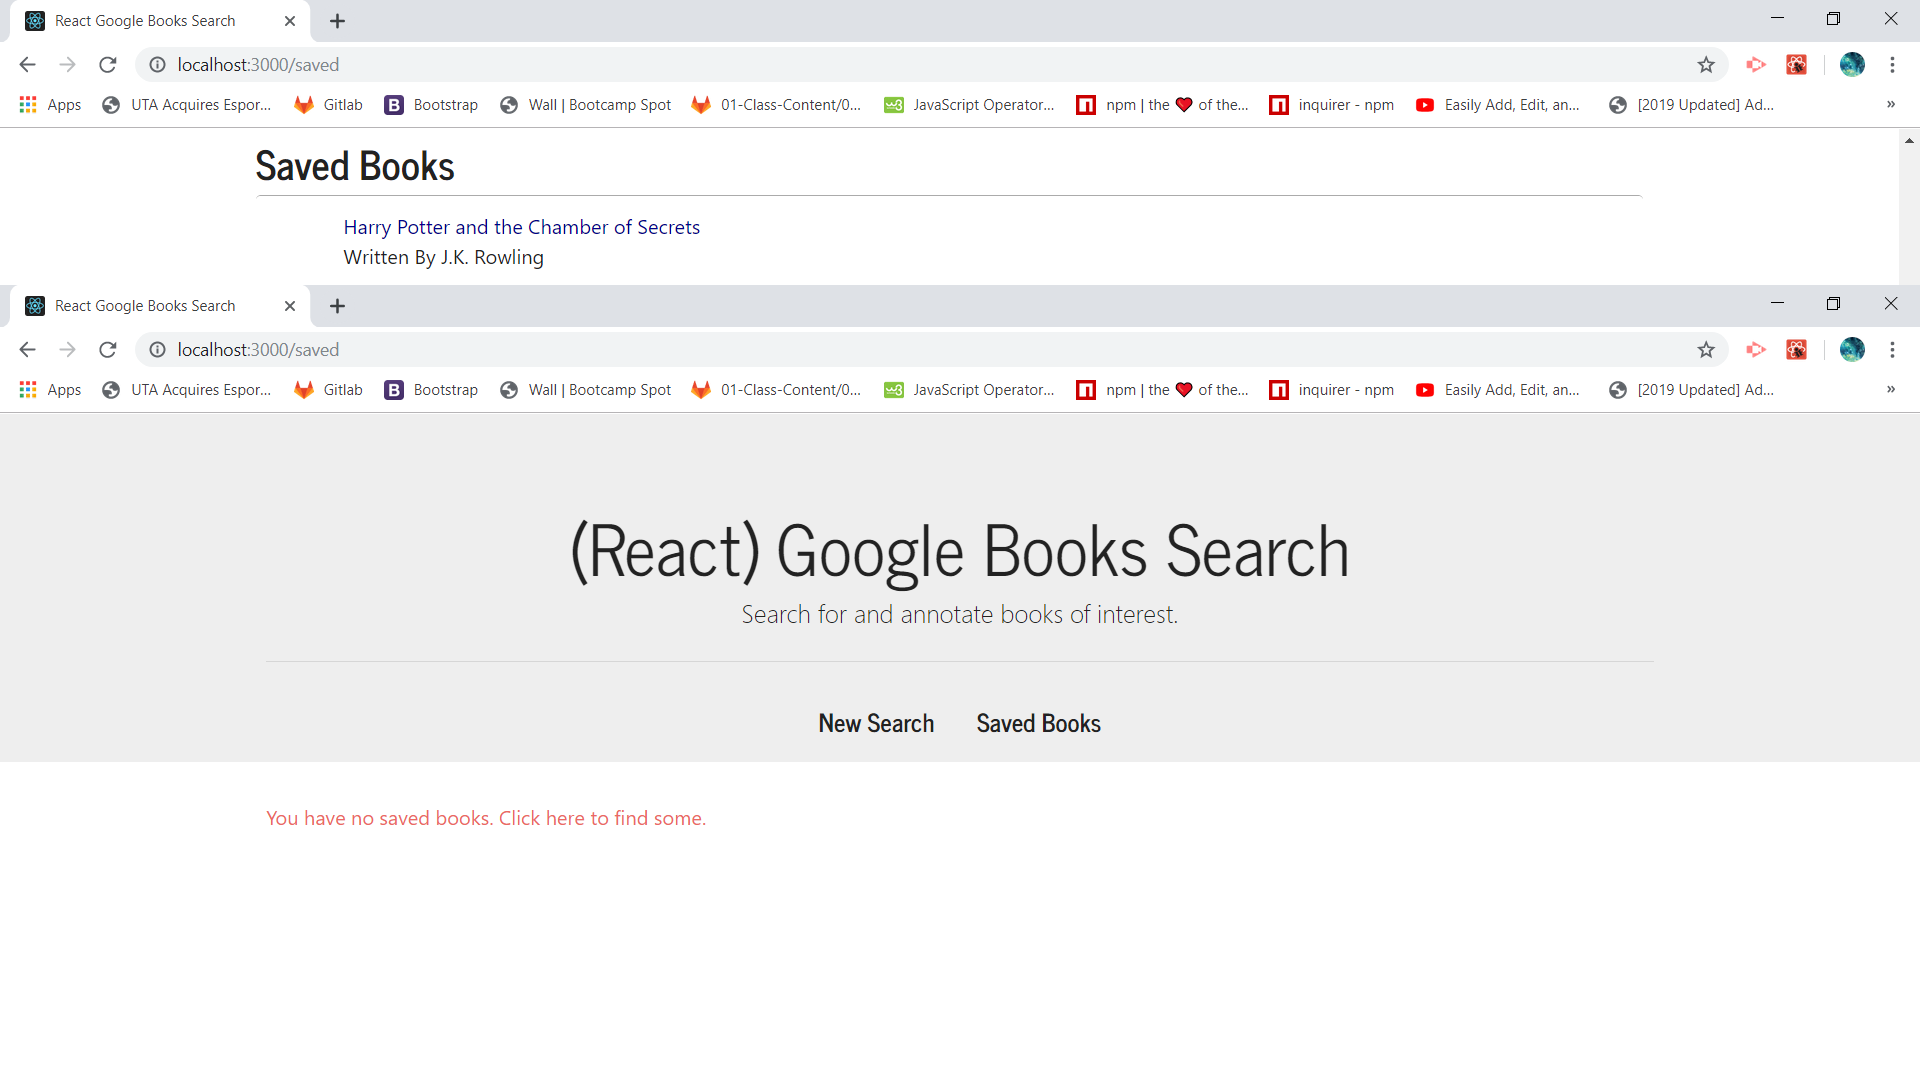 React Google Books Search
localhost:3000/saved
Apps UTA Acquires Espor... Gitlab B Bootstrap Wall | Bootcamp Spot 01-Class-Content/0... w3 JavaScript Operator... npm | the ❤ of the... inquirer - npm Easily Add, Edit, an... [2019 Updated] Ad... »
Saved Books
Harry Potter and the Chamber of Secrets
Written By J.K. Rowling
React Google Books Search
localhost:3000/saved
Apps UTA Acquires Espor... Gitlab B Bootstrap Wall | Bootcamp Spot 01-Class-Content/0... w3 JavaScript Operator... npm | the ❤ of the... inquirer - npm Easily Add, Edit, an... [2019 Updated] Ad... »
(React) Google Books Search
Search for and annotate books of interest.
New Search Saved Books
You have no saved books. Click here to find some.